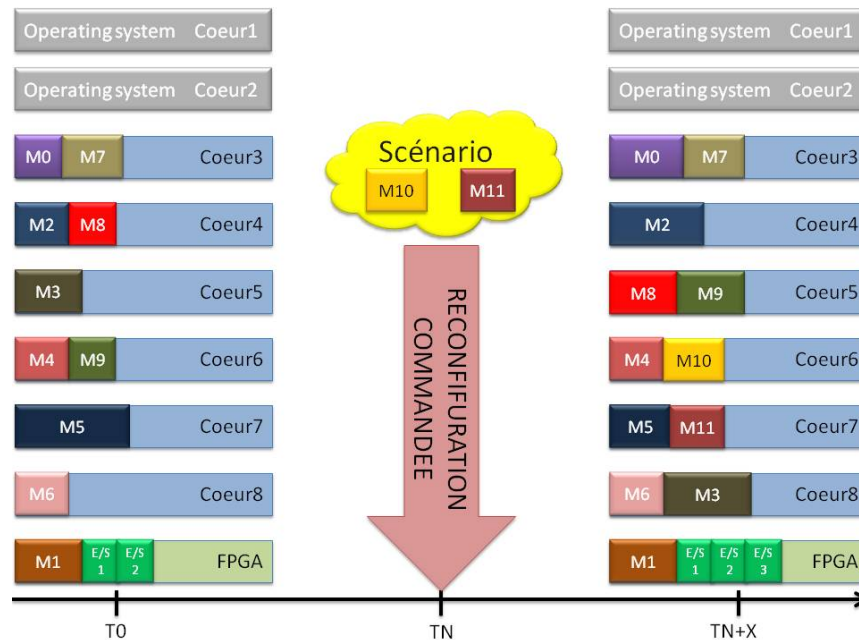 Operating system Coeur1
Operating system Coeur2
M0 M7 Coeur3
M2 M8 Coeur4
M3 Coeur5
M4 M9 Coeur6
M5 Coeur7
M6 Coeur8
M1 E/S 1 E/S 2 FPGA
Scénario
M10 M11
RECONFIFURATION
COMMANDEE
Operating system Coeur1
Operating system Coeur2
M0 M7 Coeur3
M2 Coeur4
M8 M9 Coeur5
M4 M10 Coeur6
M5 M11 Coeur7
M6 M3 Coeur8
M1 E/S 1 E/S 2 E/S 3 FPGA
T0 TN TN+X